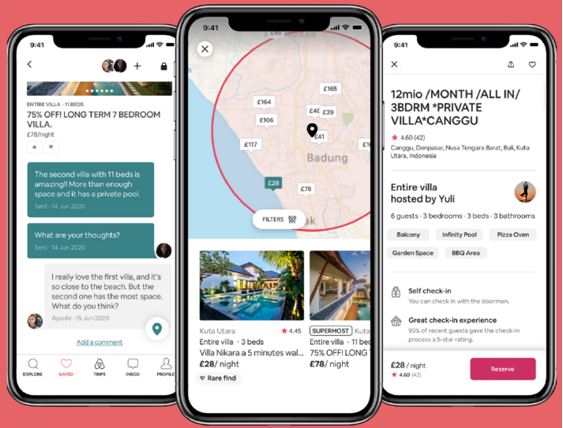 9:41
ENTIRE VILLA · 11 BEDS
75% OFF! LONG TERM 7 BEDROOM
VILLA.
£78/night
The second villa with 11 beds is
amazing!! More than enough
space and it has a private pool.
Sent · 14 Jun 2020
What are your thoughts?
Sent · 14 Jun 2020
I really love the first villa, and it's
so close to the beach. But the
second one has the most space.
What do you think?
Ayanfe · 15 Jun 2020
Add a comment
EXPLORE
SAVED
TRIPS
INBOX
PROFILE
9:41
£165
£164
£39
£106
£41
£117
Badung
£28
£78
FILTERS
Kuta Utara
4.45
Entire villa · 3 beds
Villa Nikara a 5 minutes wal...
£28/ night
Rare find
SUPERHOST
Kuta
Entire villa · 11
75% OFF! LONG T
£78/ night
9:41
12mio /MONTH /ALL IN/
3BDRM *PRIVATE
VILLA*CANGGU
4.60 (42)
Canggu, Denpasar, Nusa Tengara Barat, Bali, Kuta
Utara, Indonesia
Entire villa
hosted by Yuli
6 guests · 3 bedrooms · 3 beds · 3 bathrooms
Balcony
Infinity Pool
Pizza Oven
Garden Space
BBQ Area
Self check-in
You can check in with the doorman.
Great check-in experience
95% of recent guests gave the check-in
process a 5-star rating.
£28/ night
4.60 (42)
Reserve